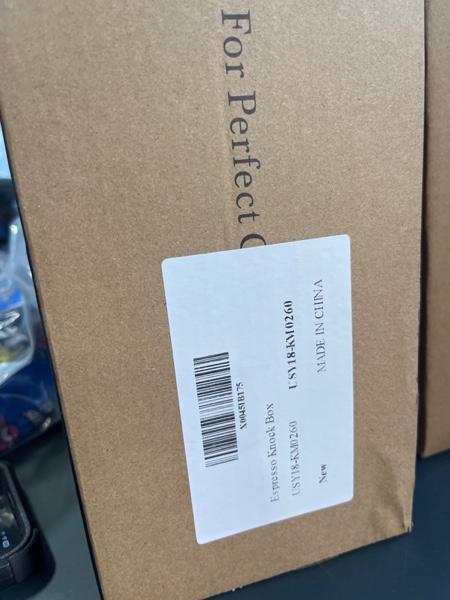 For Perfect
X0045IB175
Espresso Knock Box
USY18-KM0260
USY18-KM0260
New
MADE IN CHINA